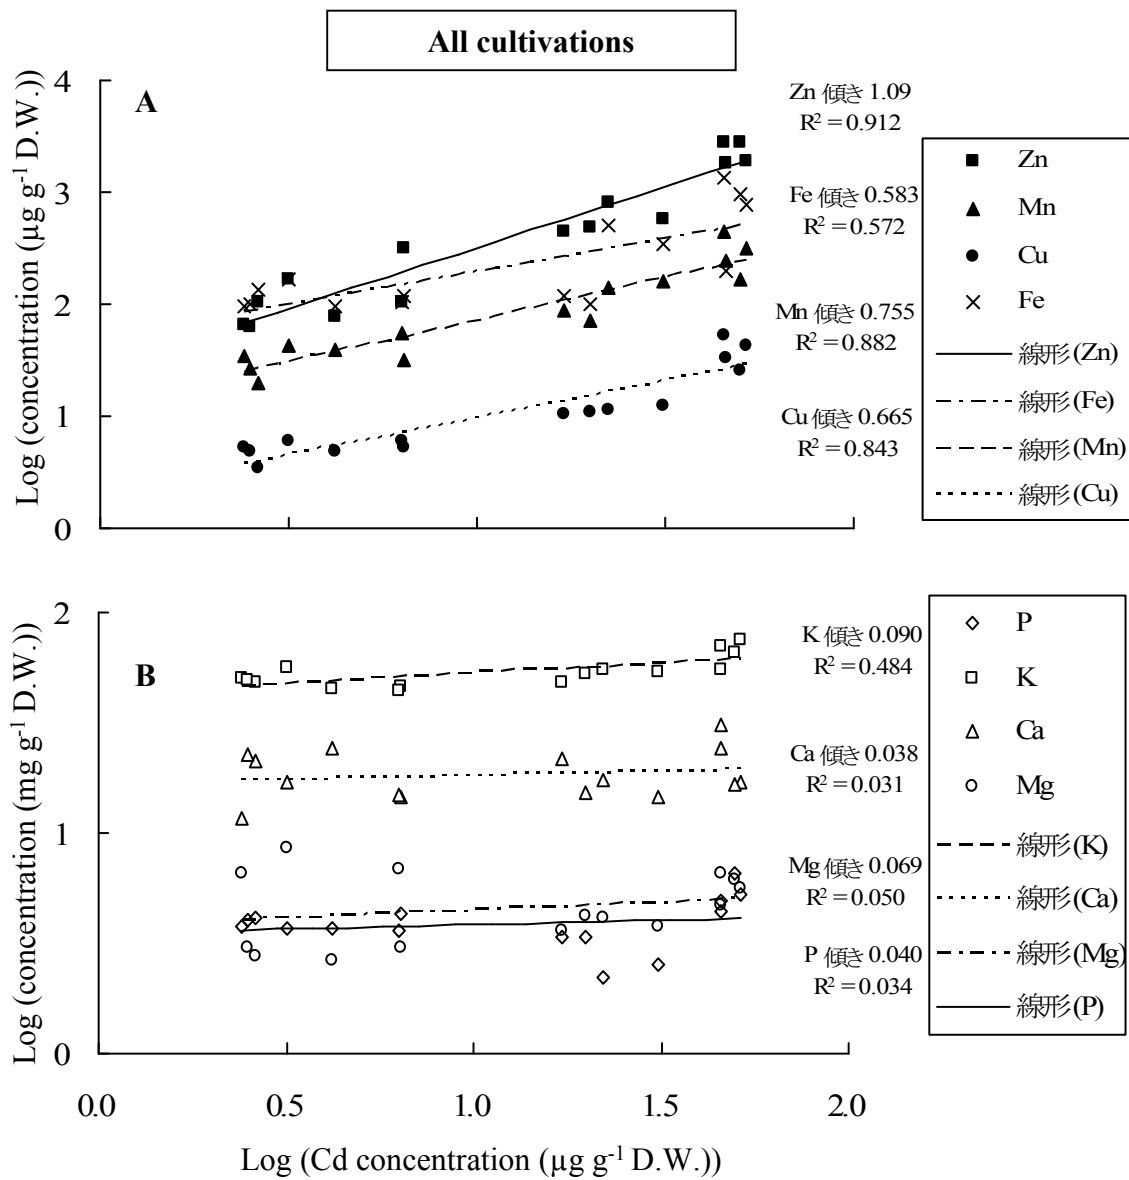 All cultivations
A
Log (concentration (µg g⁻¹ D.W.))
4
3
2
1
0
Zn 傾き 1.09
R² = 0.912
Fe 傾き 0.583
R² = 0.572
Mn 傾き 0.755
R² = 0.882
Cu 傾き 0.665
R² = 0.843
Zn
Mn
Cu
Fe
線形 (Zn)
線形 (Fe)
線形 (Mn)
線形 (Cu)
B
Log (concentration (mg g⁻¹ D.W.))
2
1
0
K 傾き 0.090
R² = 0.484
Ca 傾き 0.038
R² = 0.031
Mg 傾き 0.069
R² = 0.050
P 傾き 0.040
R² = 0.034
P
K
Ca
Mg
線形 (K)
線形 (Ca)
線形 (Mg)
線形 (P)
0.0 0.5 1.0 1.5 2.0
Log (Cd concentration (µg g⁻¹ D.W.))